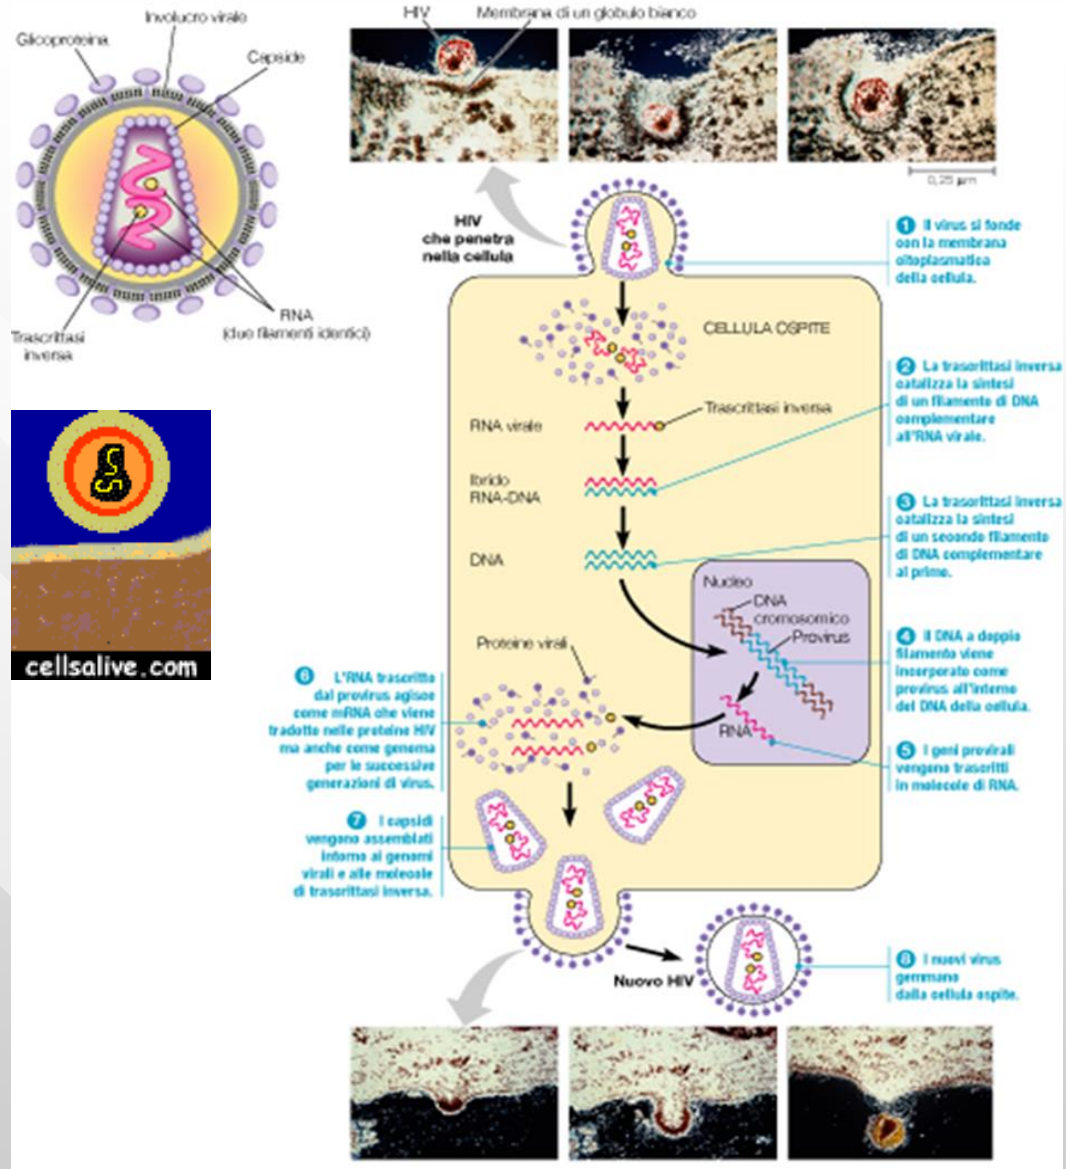 Involucro virale
Glicoproteina
Capside
RNA
(due filamenti identici)
Trascrittasi
inversa
cellsalive.com
HIV
Membrana di un globulo bianco
0,25 µm
HIV
che penetra
nella cellula
1 Il virus si fonde
con la membrana
citoplasmatica
della cellula.
CELLULA OSPITE
2 La trascrittasi inversa
catalizza la sintesi
di un filamento di DNA
complementare
all'RNA virale.
Trascrittasi inversa
RNA virale
Ibrido
RNA-DNA
3 La trascrittasi inversa
catalizza la sintesi
di un secondo filamento
di DNA complementare
al primo.
DNA
Nucleo
DNA
cromosomico
Provirus
RNA
4 Il DNA a doppio
filamento viene
incorporato come
provirus all'interno
del DNA della cellula.
5 I geni provirali
vengono trascritti
in molecole di RNA.
Proteine virali
6 L'RNA trascritto
dal provirus agisce
come mRNA che viene
tradotto nelle proteine HIV
ma anche come genoma
per le successive
generazioni di virus.
7 I capsidi
vengono assemblati
intorno ai genomi
virali e alle molecole
di trascrittasi inversa.
Nuovo HIV
8 I nuovi virus
gemmano
dalla cellula ospite.